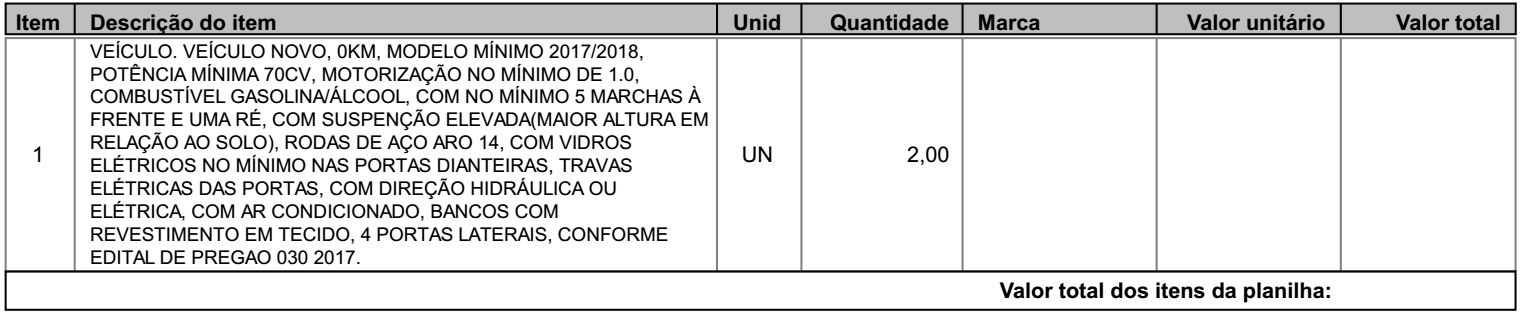 Item Descrição do item Unid Quantidade Marca Valor unitário Valor total
VEÍCULO. VEÍCULO NOVO, 0KM, MODELO MÍNIMO 2017/2018,
POTÊNCIA MÍNIMA 70CV, MOTORIZAÇÃO NO MÍNIMO DE 1.0,
COMBUSTÍVEL GASOLINA/ÁLCOOL, COM NO MÍNIMO 5 MARCHAS À
FRENTE E UMA RÉ, COM SUSPENÇÃO ELEVADA(MAIOR ALTURA EM
1 RELAÇÃO AO SOLO), RODAS DE AÇO ARO 14, COM VIDROS UN 2,00
ELÉTRICOS NO MÍNIMO NAS PORTAS DIANTEIRAS, TRAVAS
ELÉTRICAS DAS PORTAS, COM DIREÇÃO HIDRÁULICA OU
ELÉTRICA, COM AR CONDICIONADO, BANCOS COM
REVESTIMENTO EM TECIDO, 4 PORTAS LATERAIS, CONFORME
EDITAL DE PREGAO 030 2017.
Valor total dos itens da planilha: